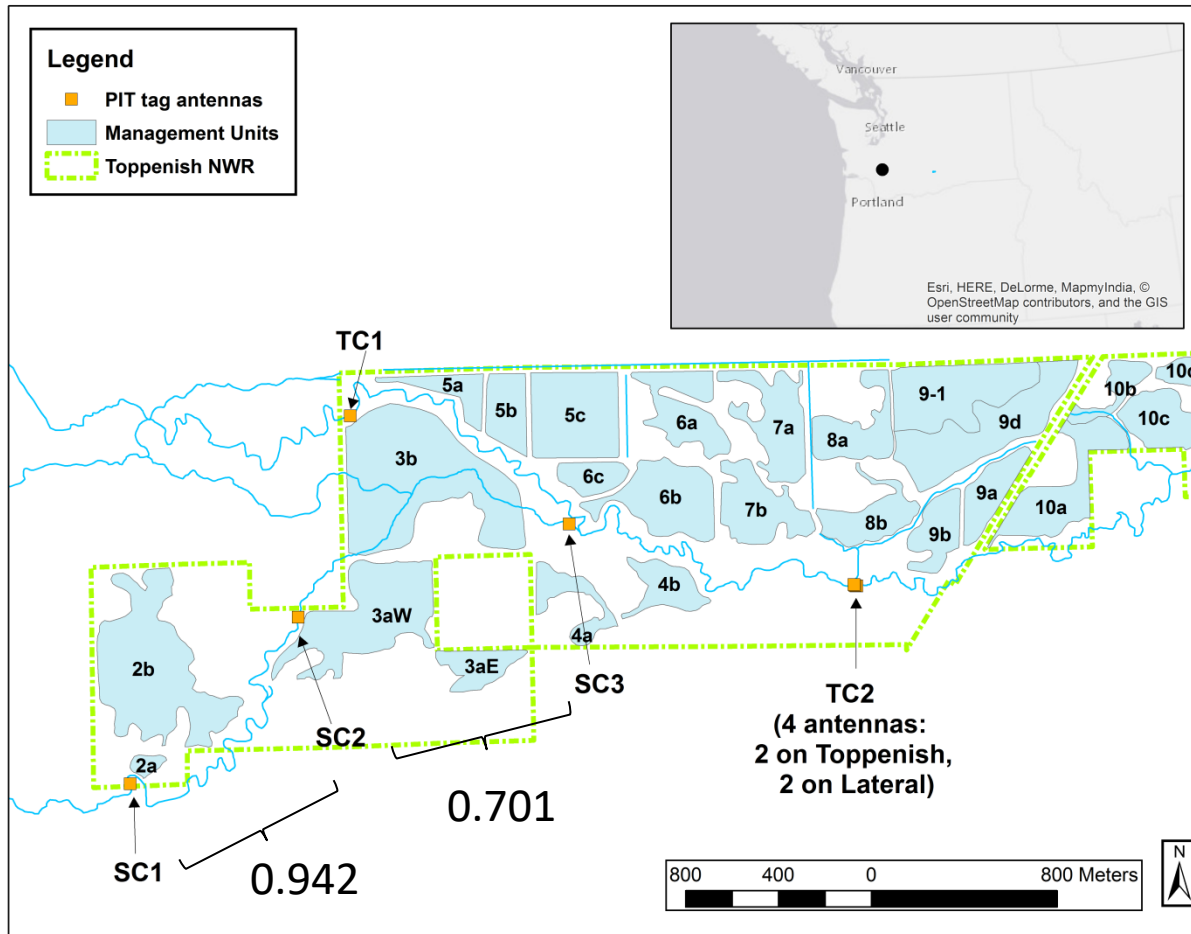 Legend
PIT tag antennas
Management Units
Toppenish NWR
Vancouver
Seattle
Portland
Esri, HERE, DeLorme, MapmyIndia, ©
OpenStreetMap contributors, and the GIS
user community
TC1
5a
5b
5c
6a
7a
8a
9-1
9d
10b
10c
3b
6c
6b
7b
8b
9b
9a
10a
2b
3aW
4b
4a
3aE
SC3
SC2
2a
SC1
TC2
(4 antennas:
2 on Toppenish,
2 on Lateral)
0.701
0.942
800
400
0
800 Meters
N